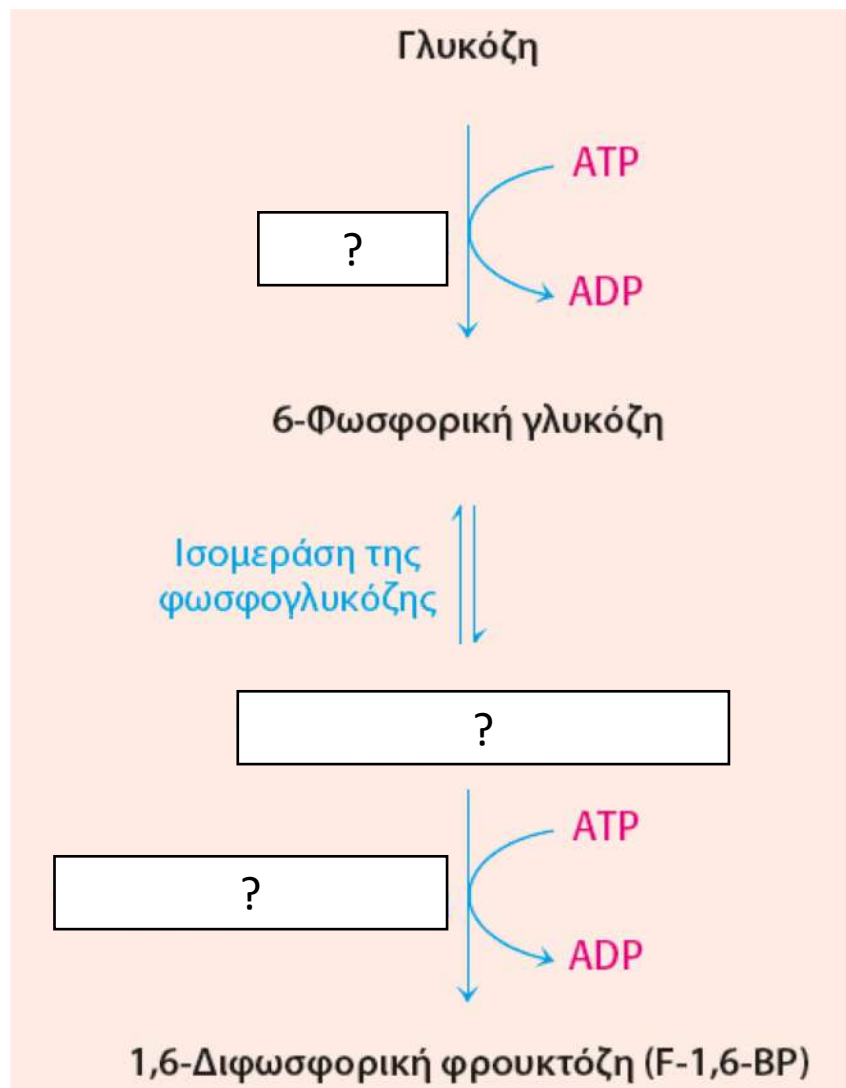 Γλυκόζη
ATP
?
ADP
6-Φωσφορική γλυκόζη
Ισομεράση της
φωσφογλυκόζης
?
ATP
?
ADP
1,6-Διφωσφορική φρουκτόζη (F-1,6-BP)